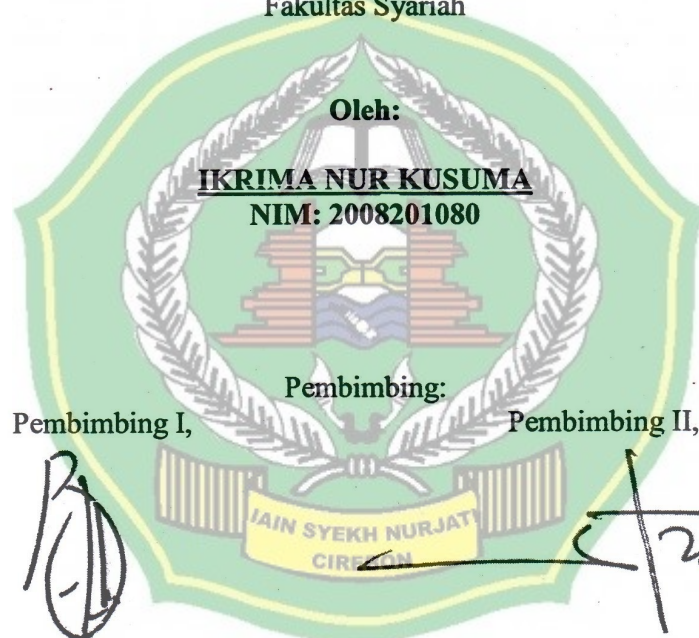 Fakultas Syariah
Oleh:
IKRIMA NUR KUSUMA
NIM: 2008201080
Pembimbing:
Pembimbing I,
Pembimbing II,
IAIN SYEKH NURJATI
CIREBON